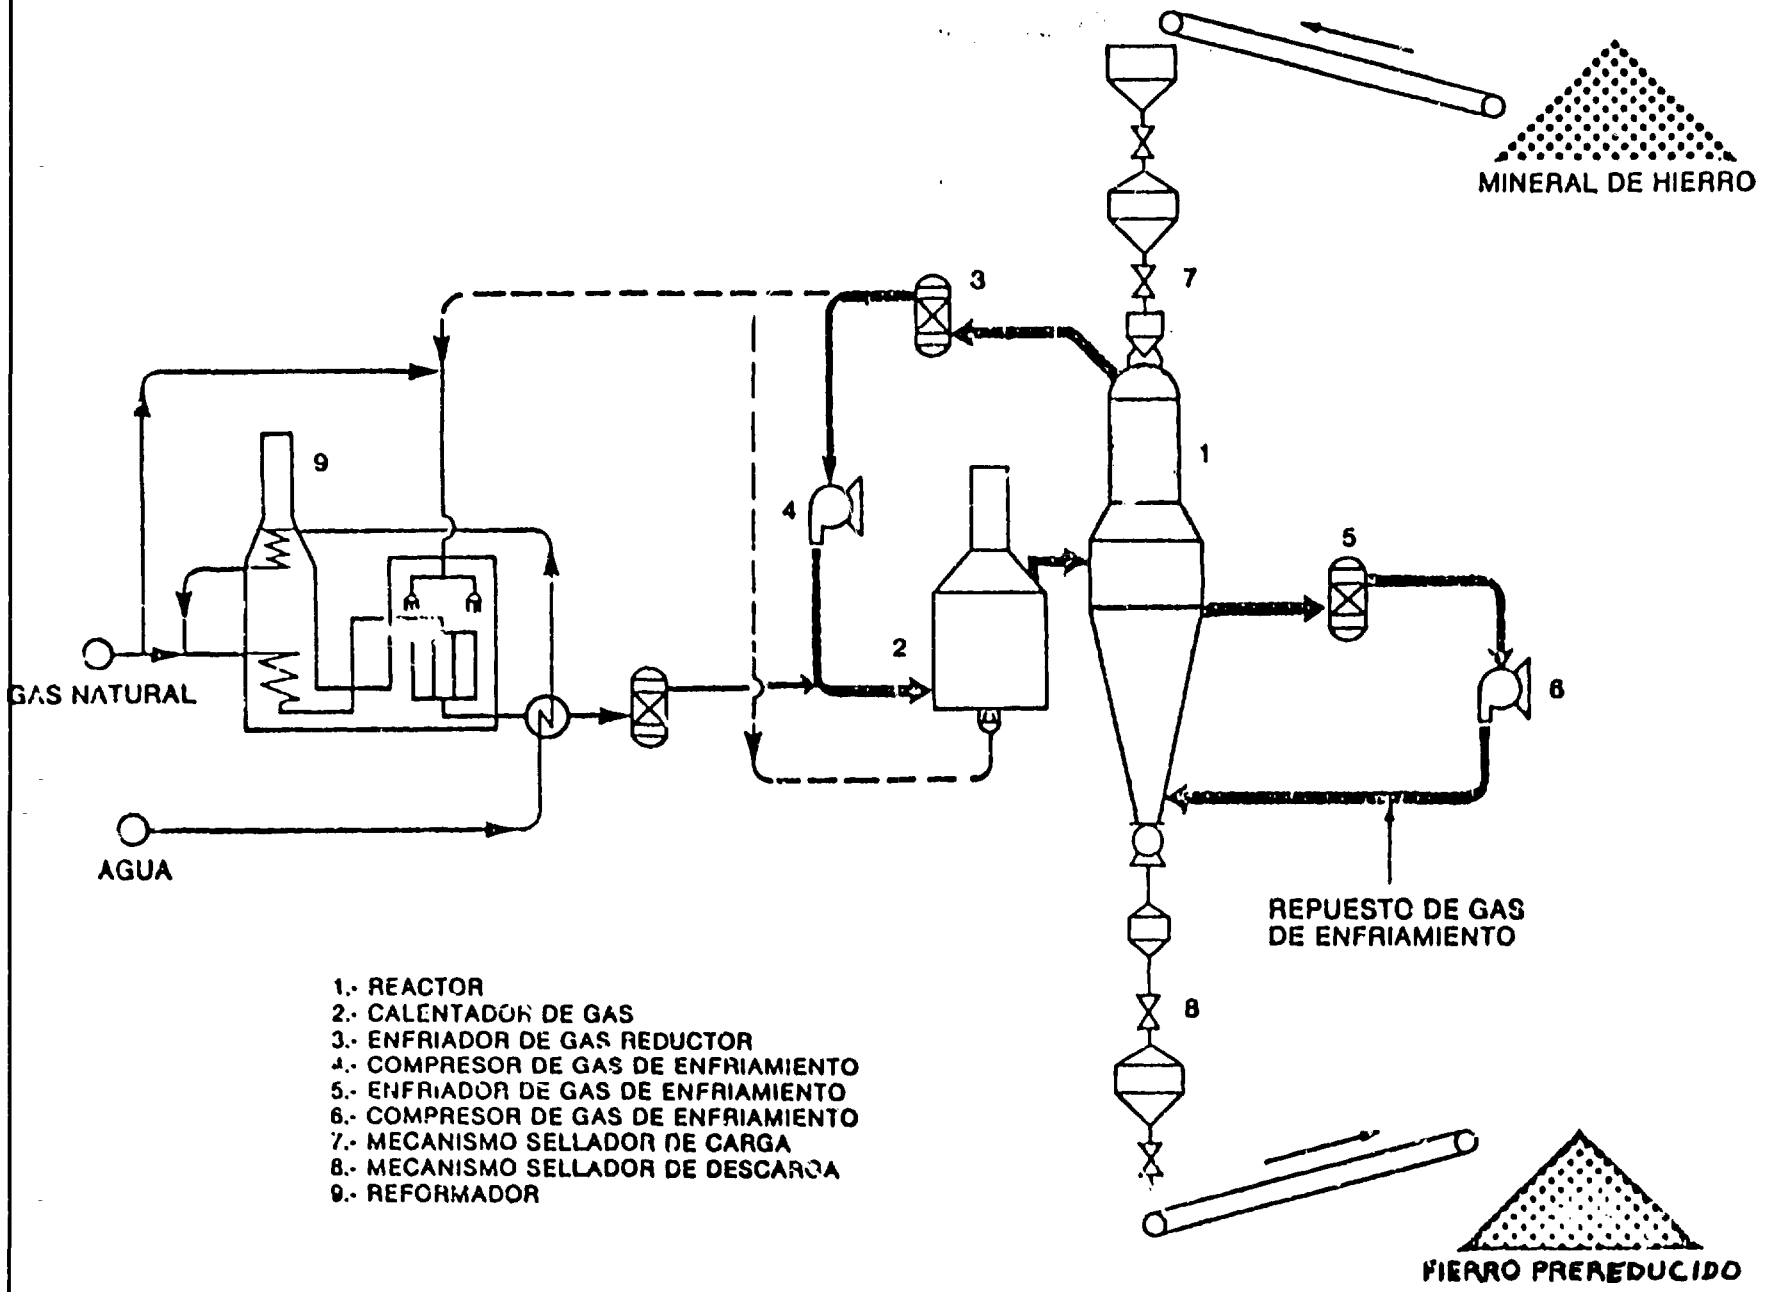 MINERAL DE HIERRO
3
7
9
1
4
5
2
6
GAS NATURAL
AGUA
REPUESTO DE GAS
DE ENFRIAMIENTO
8
1.- REACTOR
2.- CALENTADOR DE GAS
3.- ENFRIADOR DE GAS REDUCTOR
4.- COMPRESOR DE GAS DE ENFRIAMIENTO
5.- ENFRIADOR DE GAS DE ENFRIAMIENTO
6.- COMPRESOR DE GAS DE ENFRIAMIENTO
7.- MECANISMO SELLADOR DE CARGA
8.- MECANISMO SELLADOR DE DESCARGA
9.- REFORMADOR
FIERRO PREREDUCIDO